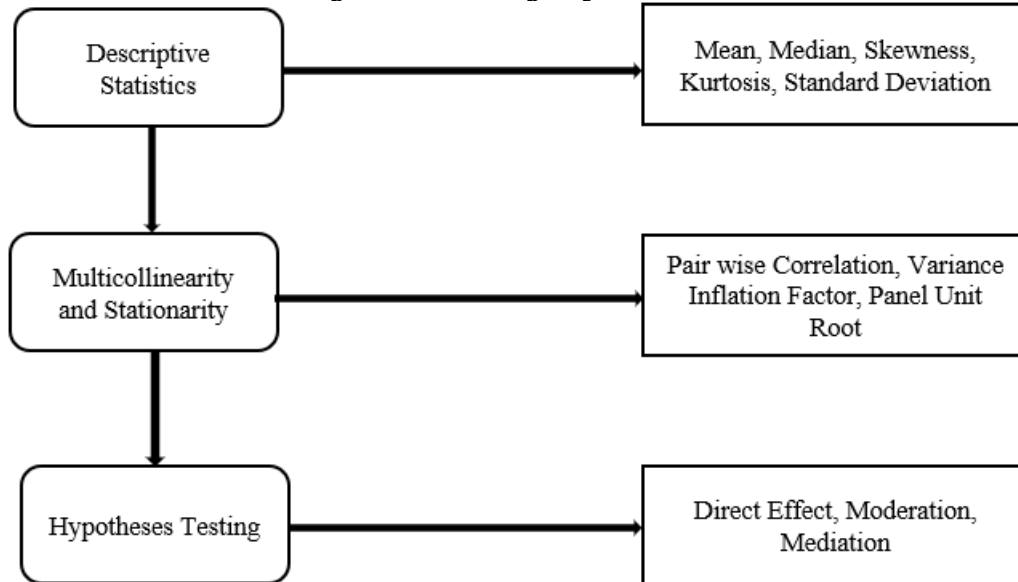 Descriptive
Statistics
Mean, Median, Skewness,
Kurtosis, Standard Deviation
Multicollinearity
and Stationarity
Pair wise Correlation, Variance
Inflation Factor, Panel Unit
Root
Hypotheses Testing
Direct Effect, Moderation,
Mediation